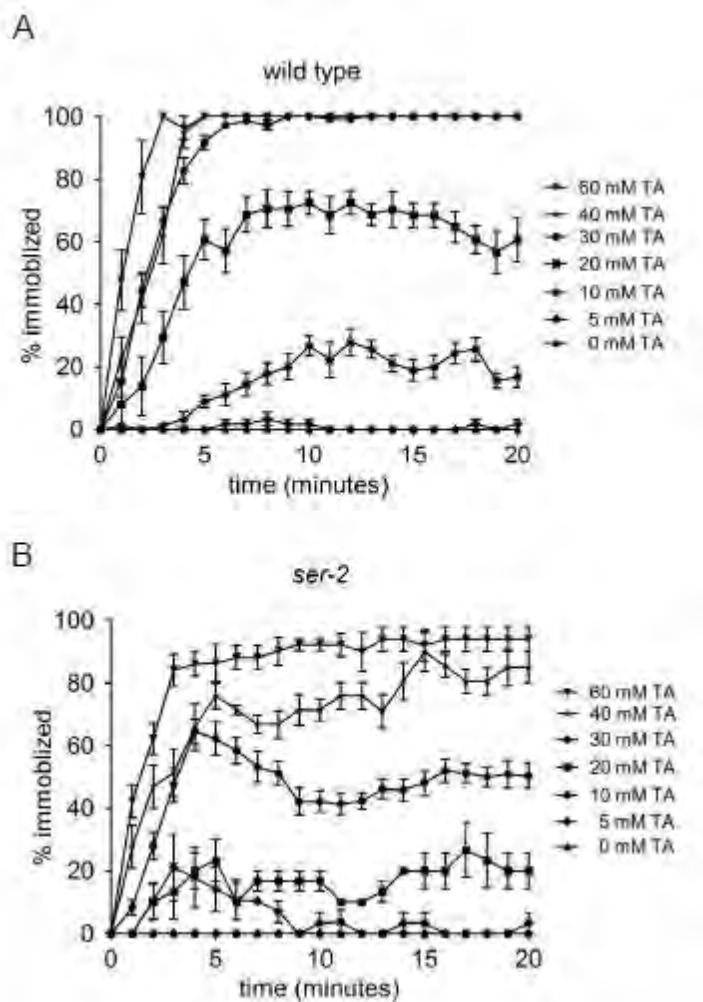 A
wild type
100
80
60
40
20
0
% immoblized
0 5 10 15 20
time (minutes)
60 mM TA
40 mM TA
30 mM TA
20 mM TA
10 mM TA
5 mM TA
0 mM TA
B
ser-2
100
80
60
40
20
0
% immoblized
0 5 10 15 20
time (minutes)
60 mM TA
40 mM TA
30 mM TA
20 mM TA
10 mM TA
5 mM TA
0 mM TA